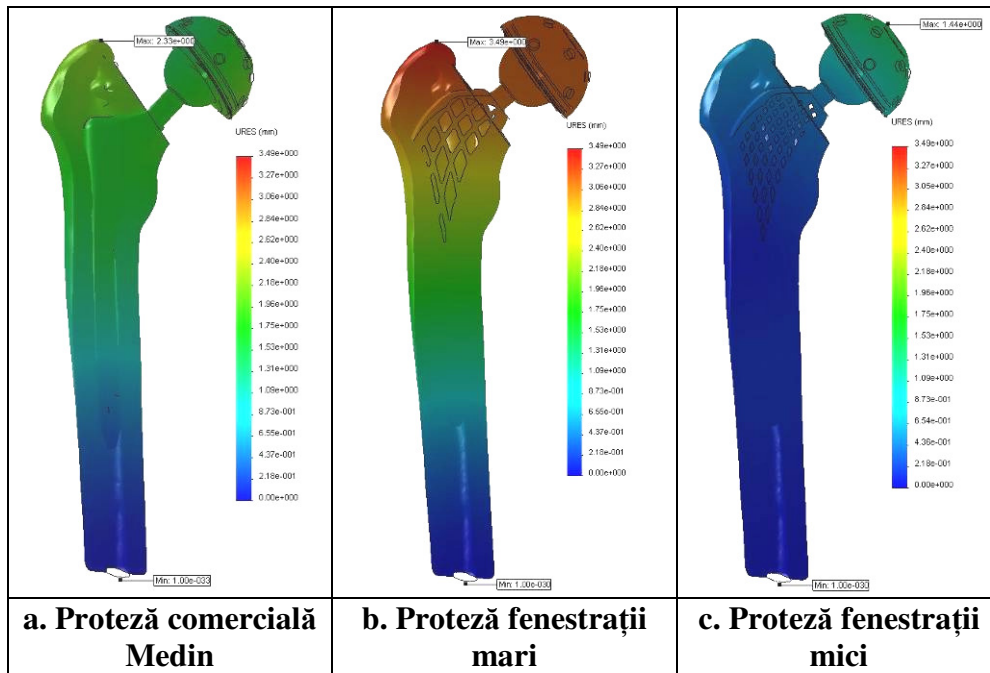 Max: 2.33e+000
URES (mm)
3.49e+000
3.27e+000
3.06e+000
2.84e+000
2.62e+000
2.40e+000
2.18e+000
1.96e+000
1.75e+000
1.53e+000
1.31e+000
1.09e+000
8.73e-001
6.55e-001
4.37e-001
2.18e-001
0.00e+000
Min: 1.00e-033
Max: 3.49e+000
URES (mm)
3.49e+000
3.27e+000
3.05e+000
2.84e+000
2.62e+000
2.40e+000
2.18e+000
1.96e+000
1.75e+000
1.53e+000
1.31e+000
1.09e+000
8.73e-001
6.55e-001
4.37e-001
2.18e-001
0.00e+000
Min: 1.00e-030
Max: 1.44e+000
URES (mm)
3.49e+000
3.27e+000
3.05e+000
2.84e+000
2.62e+000
2.40e+000
2.18e+000
1.96e+000
1.75e+000
1.53e+000
1.31e+000
1.09e+000
8.73e-001
6.54e-001
4.36e-001
2.18e-001
0.00e+000
Min: 1.00e-030
a. Proteză comercială
Medin
b. Proteză fenestrații
mari
c. Proteză fenestrații
mici